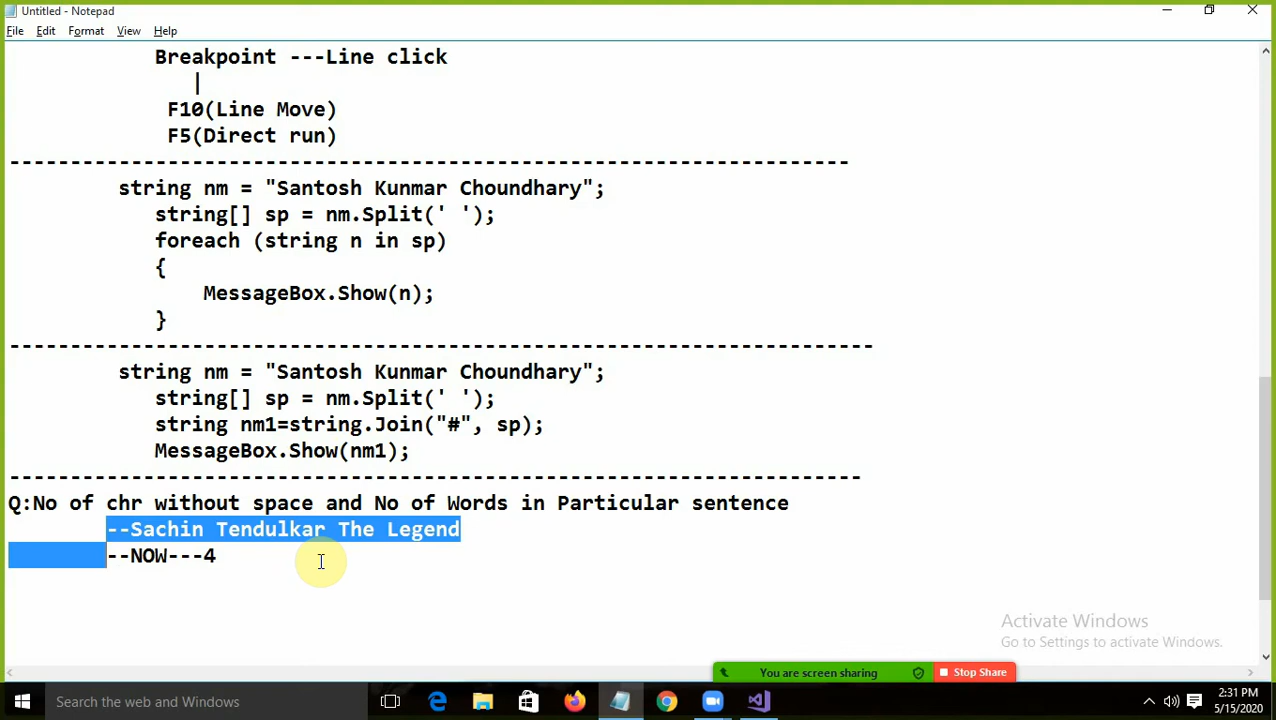 Untitled - Notepad
File Edit Format View Help
Breakpoint ---Line click
|
F10(Line Move)
F5(Direct run)
---------------------------------------------------------------------
string nm = "Santosh Kunmar Choundhary";
string[] sp = nm.Split(' ');
foreach (string n in sp)
{
MessageBox.Show(n);
}
-----------------------------------------------------------------------
string nm = "Santosh Kunmar Choundhary";
string[] sp = nm.Split(' ');
string nm1=string.Join("#", sp);
MessageBox.Show(nm1);
----------------------------------------------------------------------
Q:No of chr without space and No of Words in Particular sentence
--Sachin Tendulkar The Legend
--NOW---4
Activate Windows
Go to Settings to activate Windows.
You are screen sharing Stop Share
Search the web and Windows
2:31 PM
5/15/2020